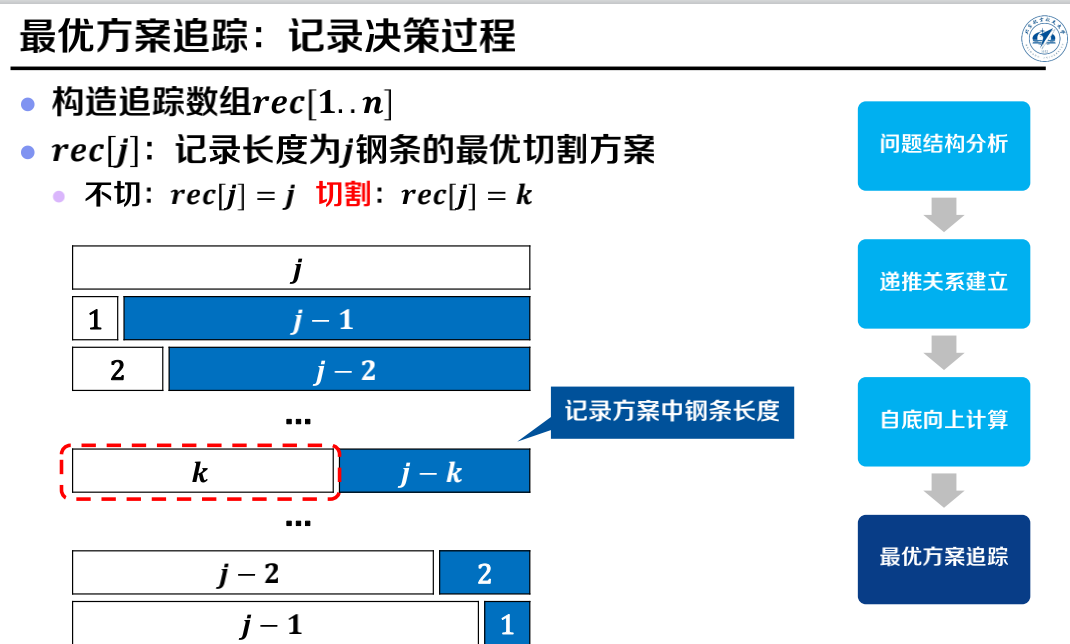 最优方案追踪：记录决策过程
构造追踪数组rec[1..n]
rec[j]：记录长度为j钢条的最优切割方案
不切：rec[j] = j 切割：rec[j] = k
j
1 j − 1
2 j − 2
...
记录方案中钢条长度
k j − k
...
j − 2 2
j − 1 1
问题结构分析
递推关系建立
自底向上计算
最优方案追踪